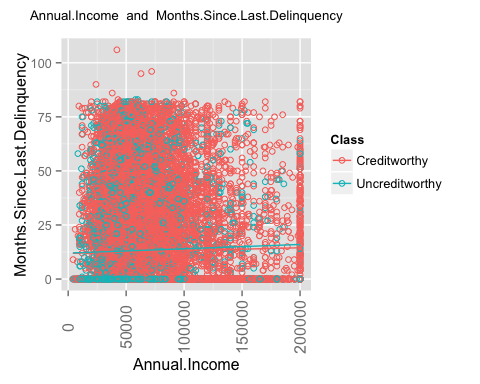 Annual.Income and Months.Since.Last.Delinquency
Months.Since.Last.Delinquency
100
75
50
25
0
0
50000
100000
150000
200000
Annual.Income
Class
Creditworthy
Uncreditworthy